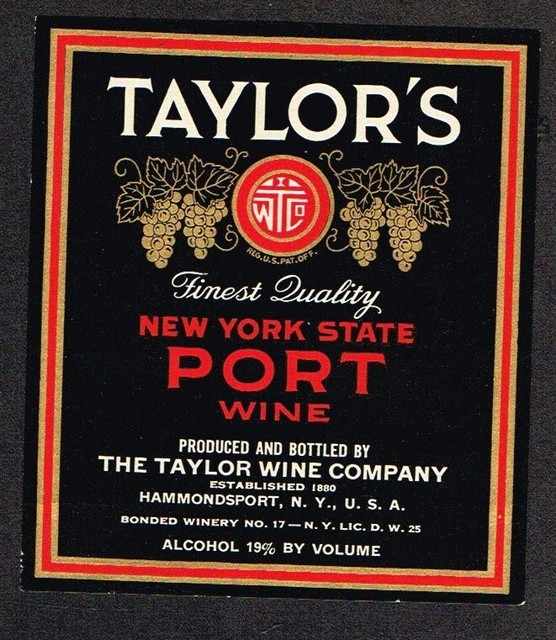 TAYLOR'S
TWCo
REG. U.S. PAT. OFF.
Finest Quality
NEW YORK STATE
PORT
WINE
PRODUCED AND BOTTLED BY
THE TAYLOR WINE COMPANY
ESTABLISHED 1880
HAMMONDSPORT, N. Y., U. S. A.
BONDED WINERY NO. 17 — N. Y. LIC. D. W. 25
ALCOHOL 19% BY VOLUME